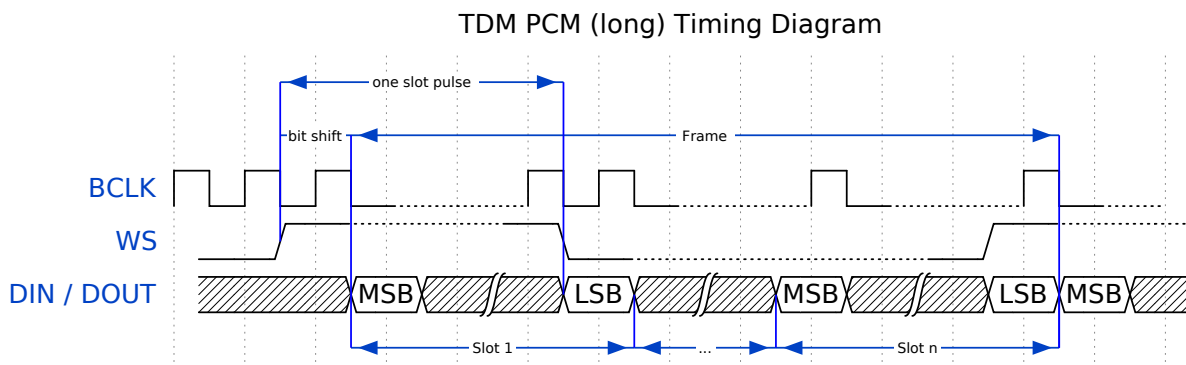 TDM PCM (long) Timing Diagram
one slot pulse
bit shift
Frame
BCLK
WS
DIN / DOUT
MSB
LSB
MSB
LSB
MSB
Slot 1
...
Slot n